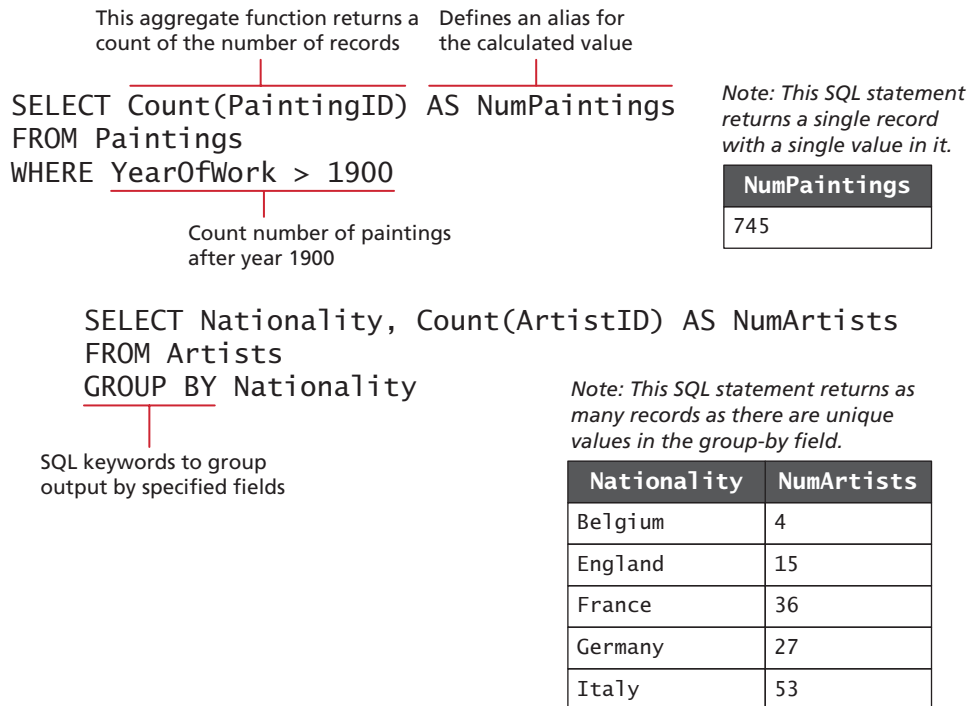 This aggregate function returns a
count of the number of records
Defines an alias for
the calculated value
SELECT Count(PaintingID) AS NumPaintings
FROM Paintings
WHERE YearOfWork > 1900
Count number of paintings
after year 1900
Note: This SQL statement
returns a single record
with a single value in it.
NumPaintings
745
SELECT Nationality, Count(ArtistID) AS NumArtists
FROM Artists
GROUP BY Nationality
SQL keywords to group
output by specified fields
Note: This SQL statement returns as
many records as there are unique
values in the group-by field.
Nationality NumArtists
Belgium 4
England 15
France 36
Germany 27
Italy 53